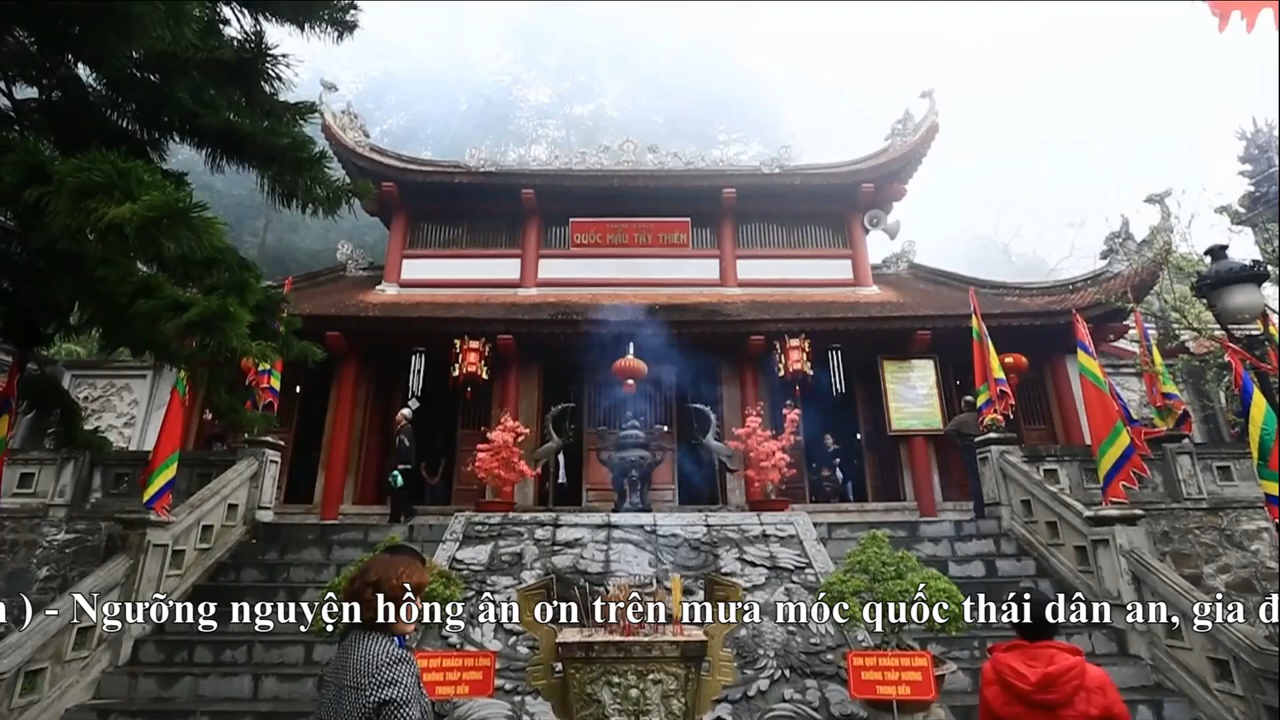 QUỐC MẪU TÂY THIÊN
n ) - Ngưỡng nguyện hồng ân ơn trên mưa móc quốc thái dân an, gia đ
XIN QUÝ KHÁCH VUI LÒNG
KHÔNG THẮP HƯƠNG
TRONG ĐỀN
XIN QUÝ KHÁCH VUI LÒNG
KHÔNG THẮP HƯƠNG
TRONG ĐỀN